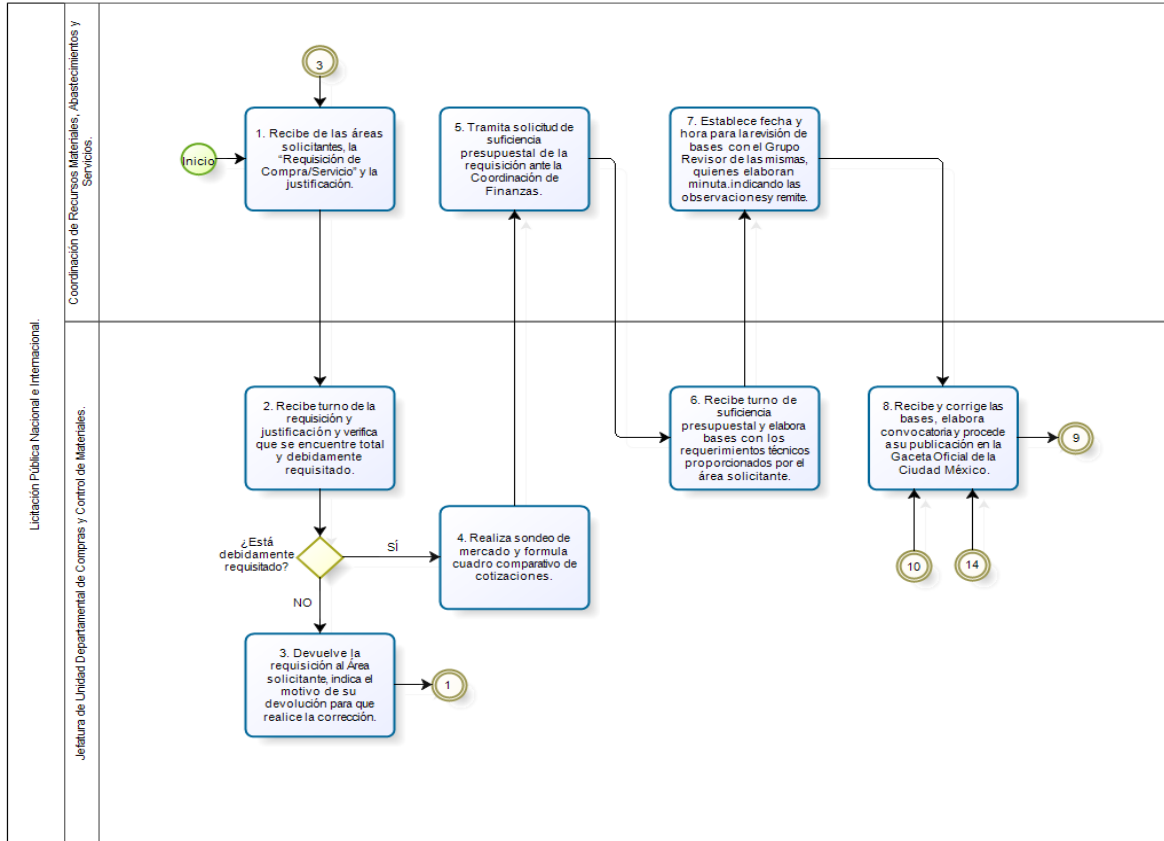 Licitación Pública Nacional e Internacional.
Coordinación de Recursos Materiales, Abastecimientos y
Servicios.
3
Inicio
1. Recibe de las áreas
solicitantes, la
“Requisición de
Compra/Servicio” y la
justificación.
5. Tramita solicitud de
suficiencia
presupuestal de la
requisición ante la
Coordinación de
Finanzas.
7. Establece fecha y
hora para la revisión de
bases con el Grupo
Revisor de las mismas,
quienes elaboran
minuta.indicando las
observacionesy remite.
Jefatura de Unidad Departamental de Compras y Control de Materiales.
2. Recibe turno de la
requisición y
justificación y verifica
que se encuentre total
y debidamente
requisitado.
¿Está
debidamente
requisitado?
SÍ
NO
4. Realiza sondeo de
mercado y formula
cuadro comparativo de
cotizaciones.
3. Devuelve la
requisición al Área
solicitante, indica el
motivo de su
devolución para que
realice la corrección.
1
6. Recibe turno de
suficiencia
presupuestal y elabora
bases con los
requerimientos técnicos
proporcionados por el
área solicitante.
8. Recibe y corrige las
bases, elabora
convocatoria y procede
a su publicación en la
Gaceta Oficial de la
Ciudad México.
9
10
14